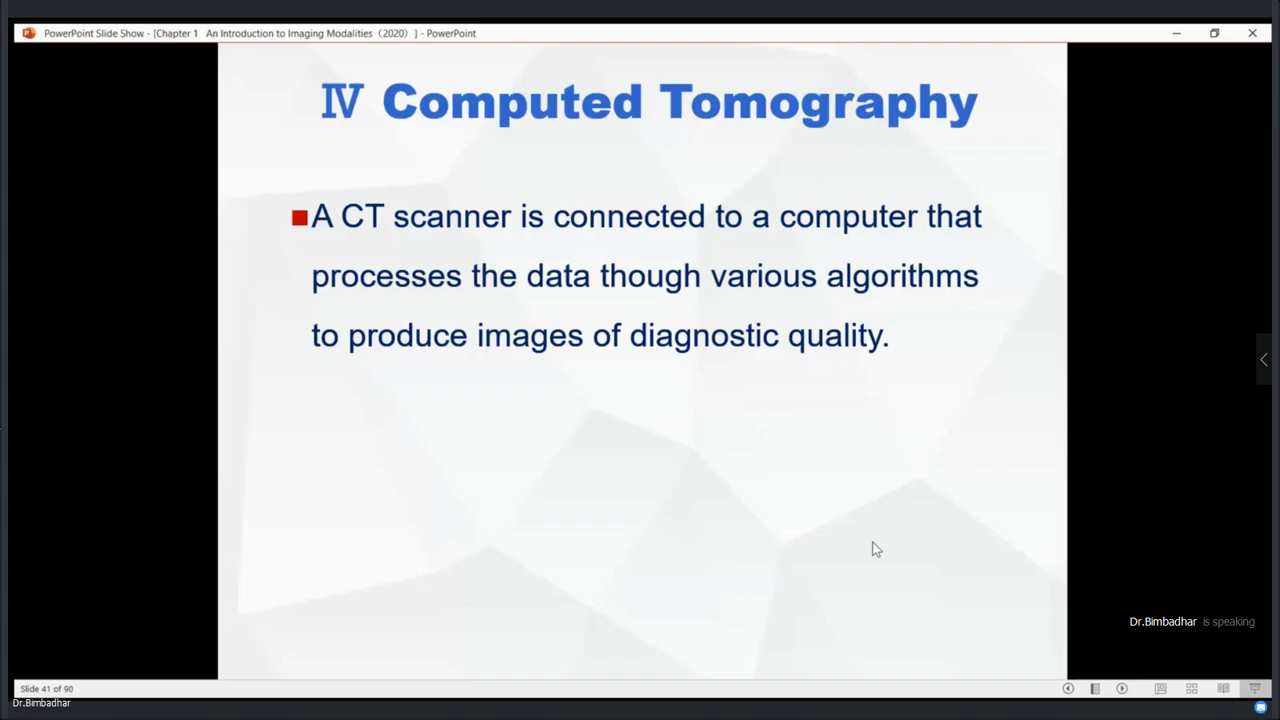 PowerPoint Slide Show - [Chapter 1 An Introduction to Imaging Modalities（2020）] - PowerPoint
Ⅳ Computed Tomography
A CT scanner is connected to a computer that
processes the data though various algorithms
to produce images of diagnostic quality.
Dr.Bimbadhar is speaking
Slide 41 of 90
Dr.Bimbadhar